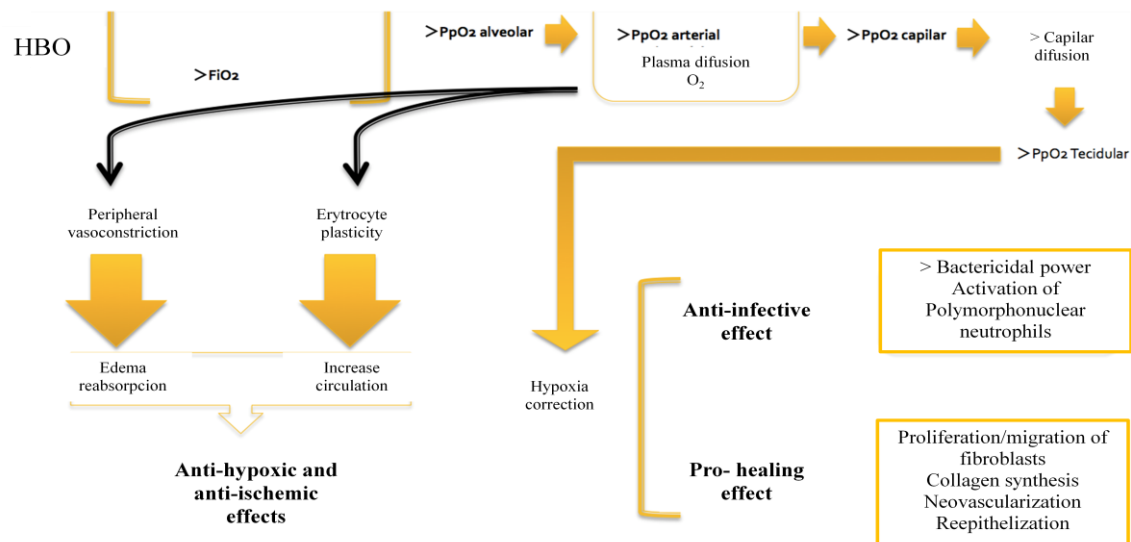 HBO
>FiO2
>PpO2 alveolar
>PpO2 arterial
Plasma difusion
O₂
>PpO2 capilar
> Capilar
difusion
>PpO2 Tecidular
Peripheral
vasoconstriction
Erytrocyte
plasticity
Edema
reabsorpcion
Increase
circulation
Anti-hypoxic and
anti-ischemic
effects
Hypoxia
correction
Anti-infective
effect
> Bactericidal power
Activation of
Polymorphonuclear
neutrophils
Pro- healing
effect
Proliferation/migration of
fibroblasts
Collagen synthesis
Neovascularization
Reepithelization